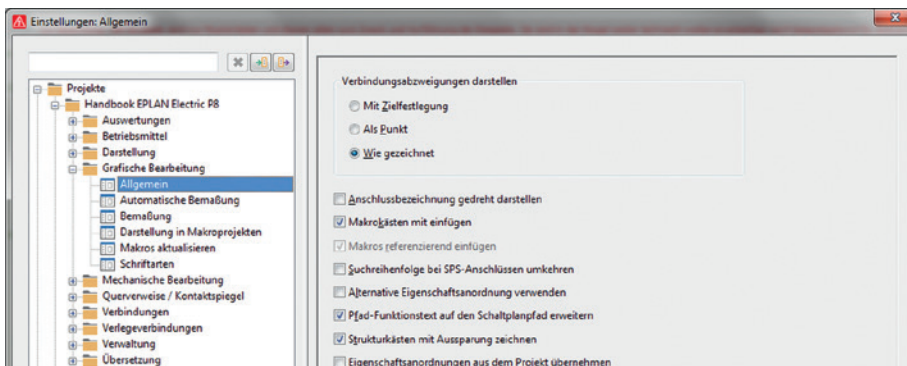 Einstellungen: Allgemein
Projekte
Handbook EPLAN Electric P8
Auswertungen
Betriebsmittel
Darstellung
Grafische Bearbeitung
Allgemein
Automatische Bemaßung
Bemaßung
Darstellung in Makroprojekten
Makros aktualisieren
Schriftarten
Mechanische Bearbeitung
Querverweise / Kontaktspiegel
Verbindungen
Verlegeverbindungen
Verwaltung
Übersetzung
Verbindungsabzweigungen darstellen
Mit Zielfestlegung
Als Punkt
Wie gezeichnet
Anschlussbezeichnung gedreht darstellen
Makrokästen mit einfügen
Makros referenzierend einfügen
Suchreihenfolge bei SPS-Anschlüssen umkehren
Alternative Eigenschaftsanordnung verwenden
Pfad-Funktionstext auf den Schaltplanpfad erweitern
Strukturkästen mit Aussparung zeichnen
Eigenschaftsanordnungen aus dem Projekt übernehmen